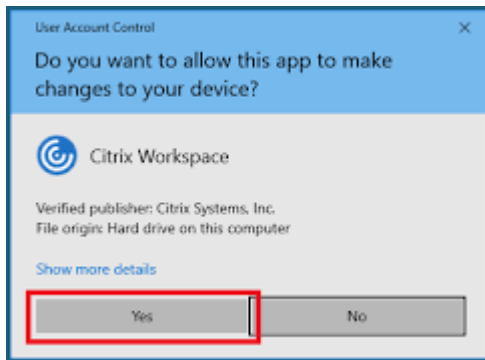 User Account Control
Do you want to allow this app to make
changes to your device?
Citrix Workspace
Verified publisher: Citrix Systems, Inc.
File origin: Hard drive on this computer
Show more details
Yes
No